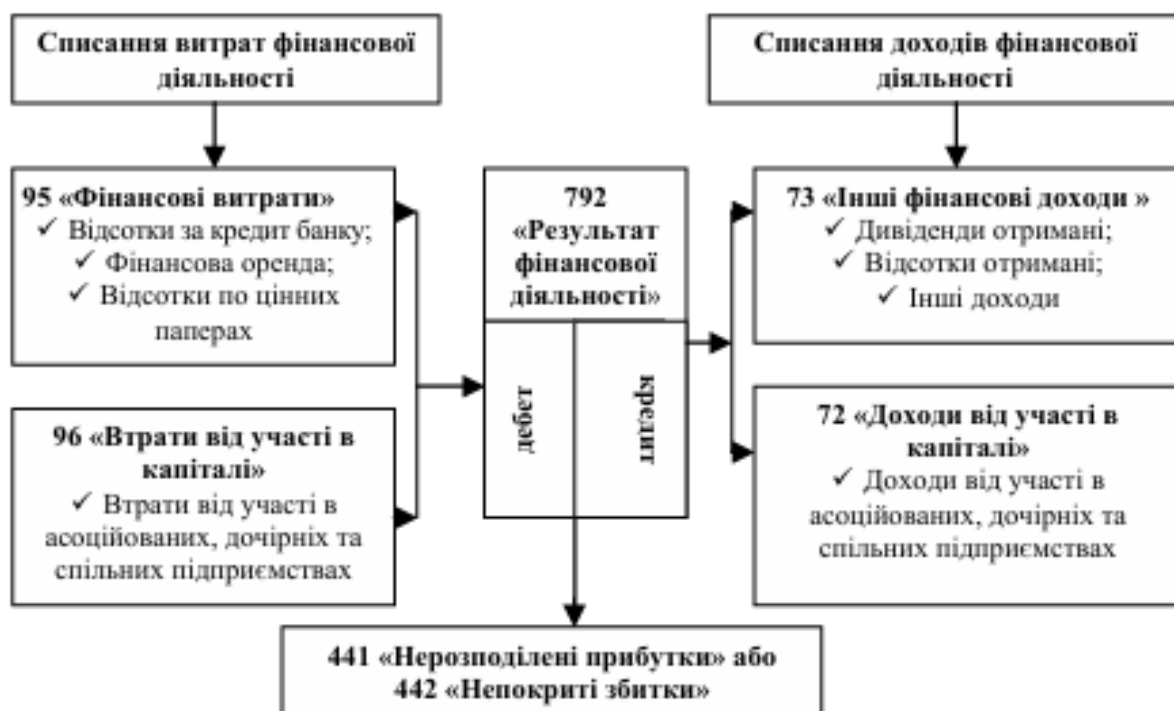 Списання витрат фінансової
діяльності
Списання доходів фінансової
діяльності
95 «Фінансові витрати»
✓ Відсотки за кредит банку;
✓ Фінансова оренда;
✓ Відсотки по цінних
паперах
792
«Результат
фінансової
діяльності»
дебет
кредит
73 «Інші фінансові доходи »
✓ Дивіденди отримані;
✓ Відсотки отримані;
✓ Інші доходи
96 «Втрати від участі в
капіталі»
✓ Втрати від участі в
асоційованих, дочірніх та
спільних підприємствах
72 «Доходи від участі в
капіталі»
✓ Доходи від участі в
асоційованих, дочірніх та
спільних підприємствах
441 «Нерозподілені прибутки» або
442 «Непокриті збитки»